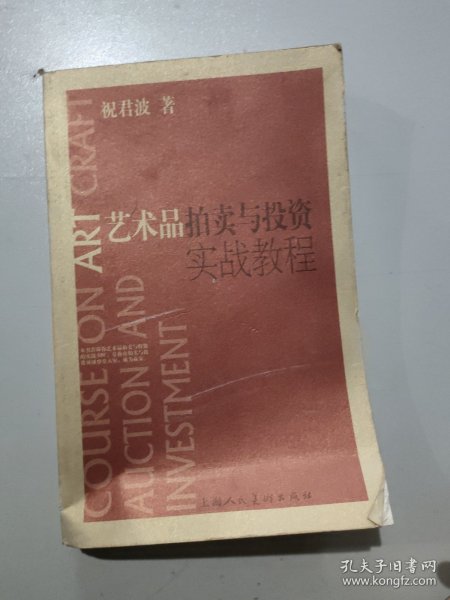 祝君波 著
艺术品拍卖与投资
实战教程
COURSE ON ART CRAFT
AUCTION AND
INVESTMENT
上海人民美术出版社
孔夫子旧书网
www.kongfz.com